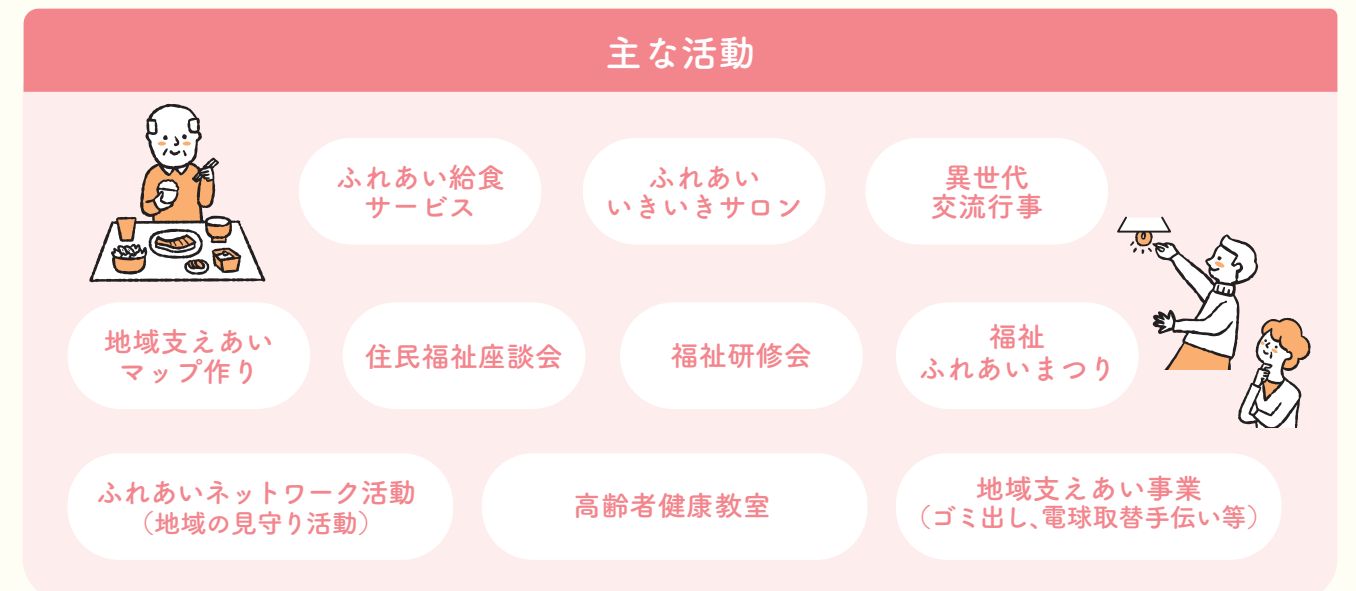 主な活動
ふれあい給食
サービス
ふれあい
いきいきサロン
異世代
交流行事
地域支えあい
マップ作り
住民福祉座談会
福祉研修会
福祉
ふれあいまつり
ふれあいネットワーク活動
（地域の見守り活動）
高齢者健康教室
地域支えあい事業
（ゴミ出し、電球取替手伝い等）